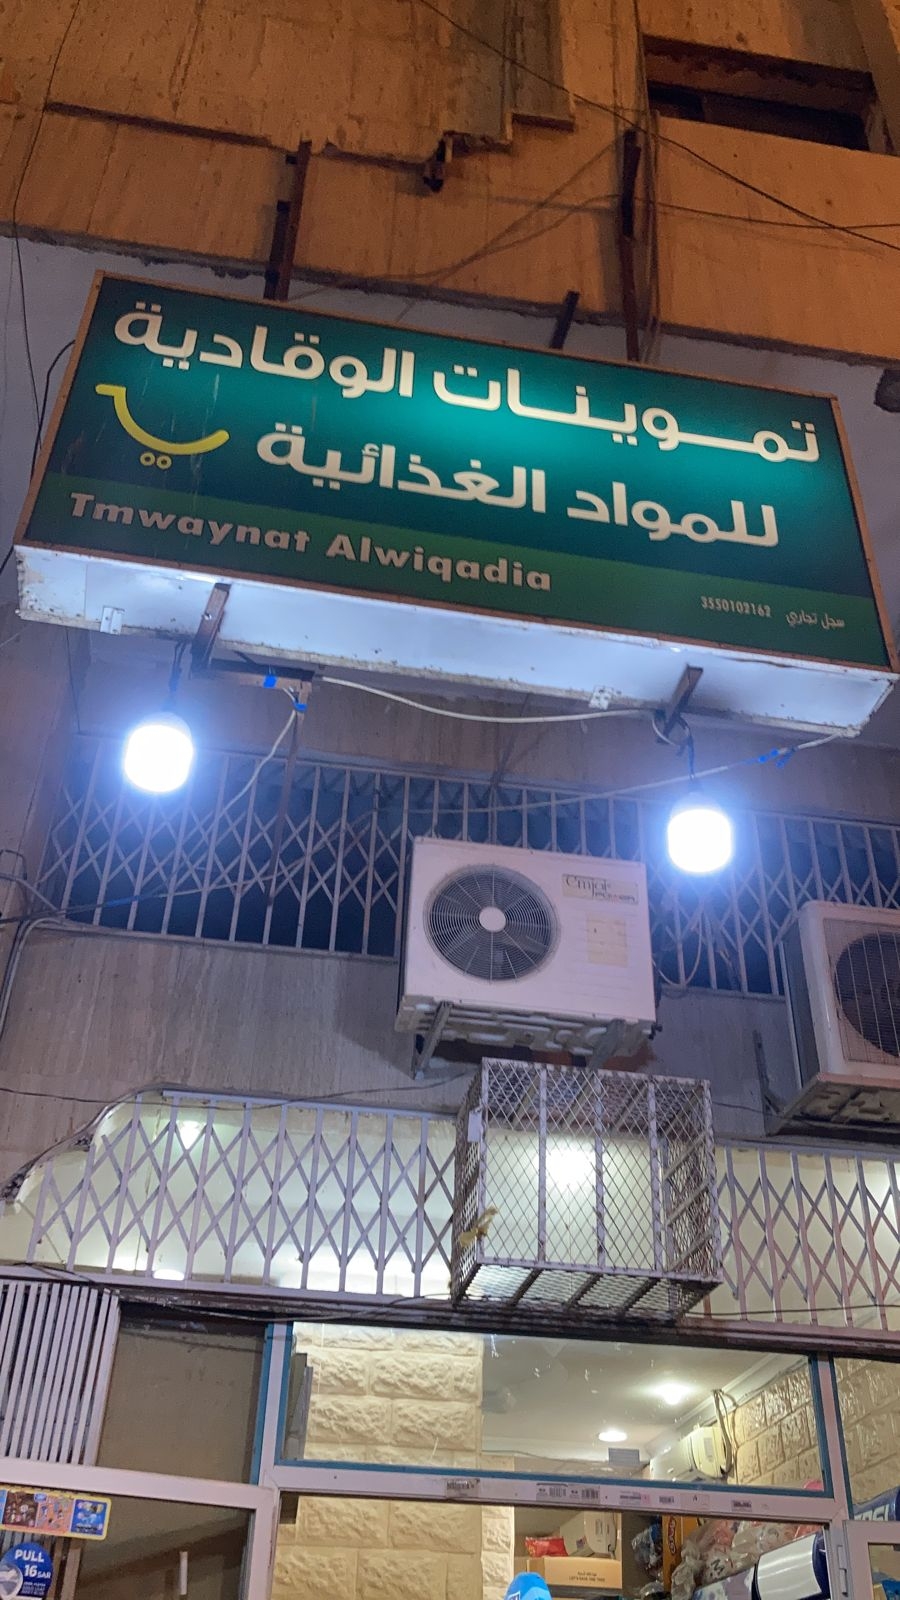 تموينات الوقادية
للمواد الغذائية
Tmwaynat Alwiqadia
سجل تجاري 3550102162
PULL
16 SAR